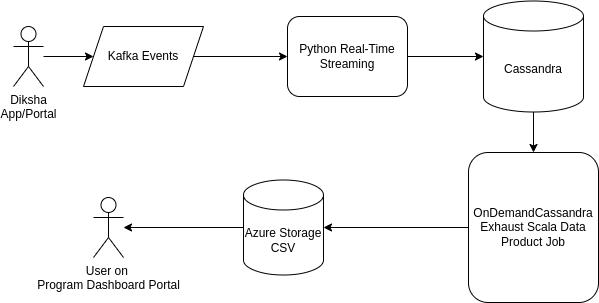 Diksha
App/Portal
Kafka Events
Python Real-Time
Streaming
Cassandra
OnDemandCassandra
Exhaust Scala Data
Product Job
Azure Storage
CSV
User on
Program Dashboard Portal